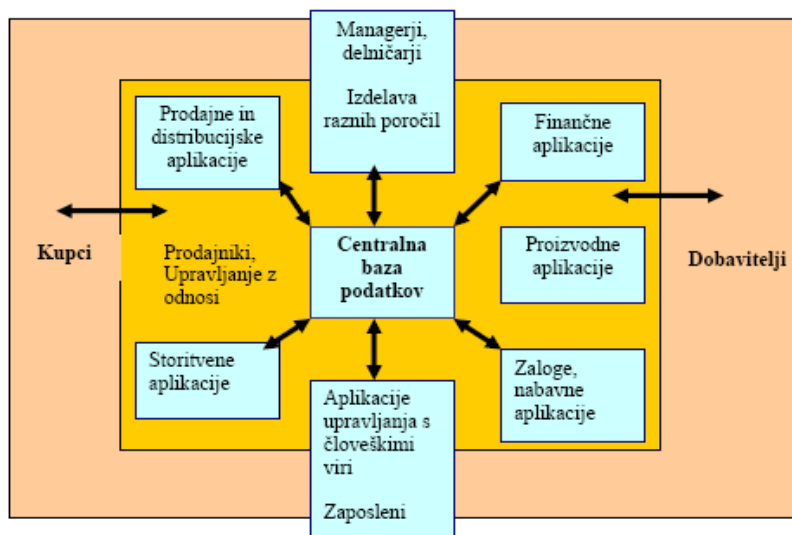 Managerji,
delničarji
Izdelava
raznih poročil
Prodajne in
distribucijske
aplikacije
Finančne
aplikacije
Kupci
Prodajniki,
Upravljanje z
odnosi
Centralna
baza
podatkov
Proizvodne
aplikacije
Dobavitelji
Storitvene
aplikacije
Aplikacije
upravljanja s
človeškimi
viri
Zaposleni
Zaloge,
nabavne
aplikacije